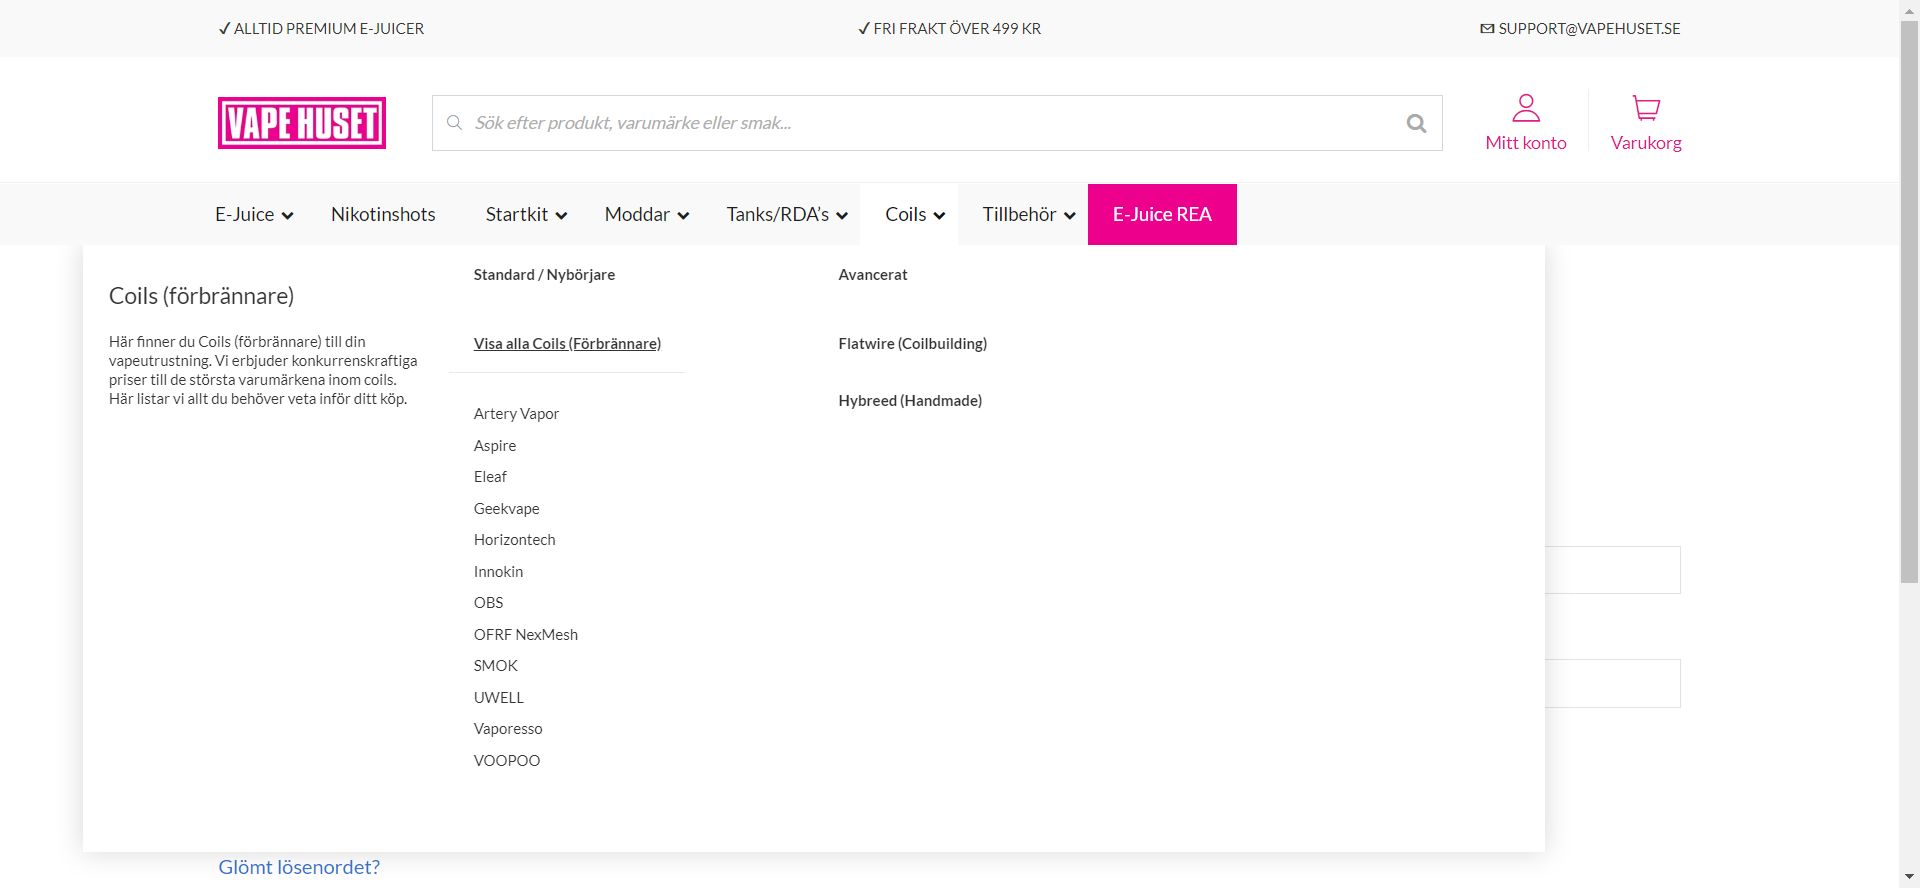 ALLTID PREMIUM E-JUICER
FRI FRAKT ÖVER 499 KR
SUPPORT@VAPEHUSET.SE
VAPE HUSET
Sök efter produkt, varumärke eller smak...
Mitt konto
Varukorg
E-Juice
Nikotinshots
Startkit
Moddar
Tanks/RDA’s
Coils
Tillbehör
E-Juice REA
Coils (förbrännare)
Här finner du Coils (förbrännare) till din
vapeutrustning. Vi erbjuder konkurrenskraftiga
priser till de största varumärkena inom coils.
Här listar vi allt du behöver veta inför ditt köp.
Standard / Nybörjare
Visa alla Coils (Förbrännare)
Artery Vapor
Aspire
Eleaf
Geekvape
Horizontech
Innokin
OBS
OFRF NexMesh
SMOK
UWELL
Vaporesso
VOOPOO
Avancerat
Flatwire (Coilbuilding)
Hybreed (Handmade)
Glömt lösenordet?